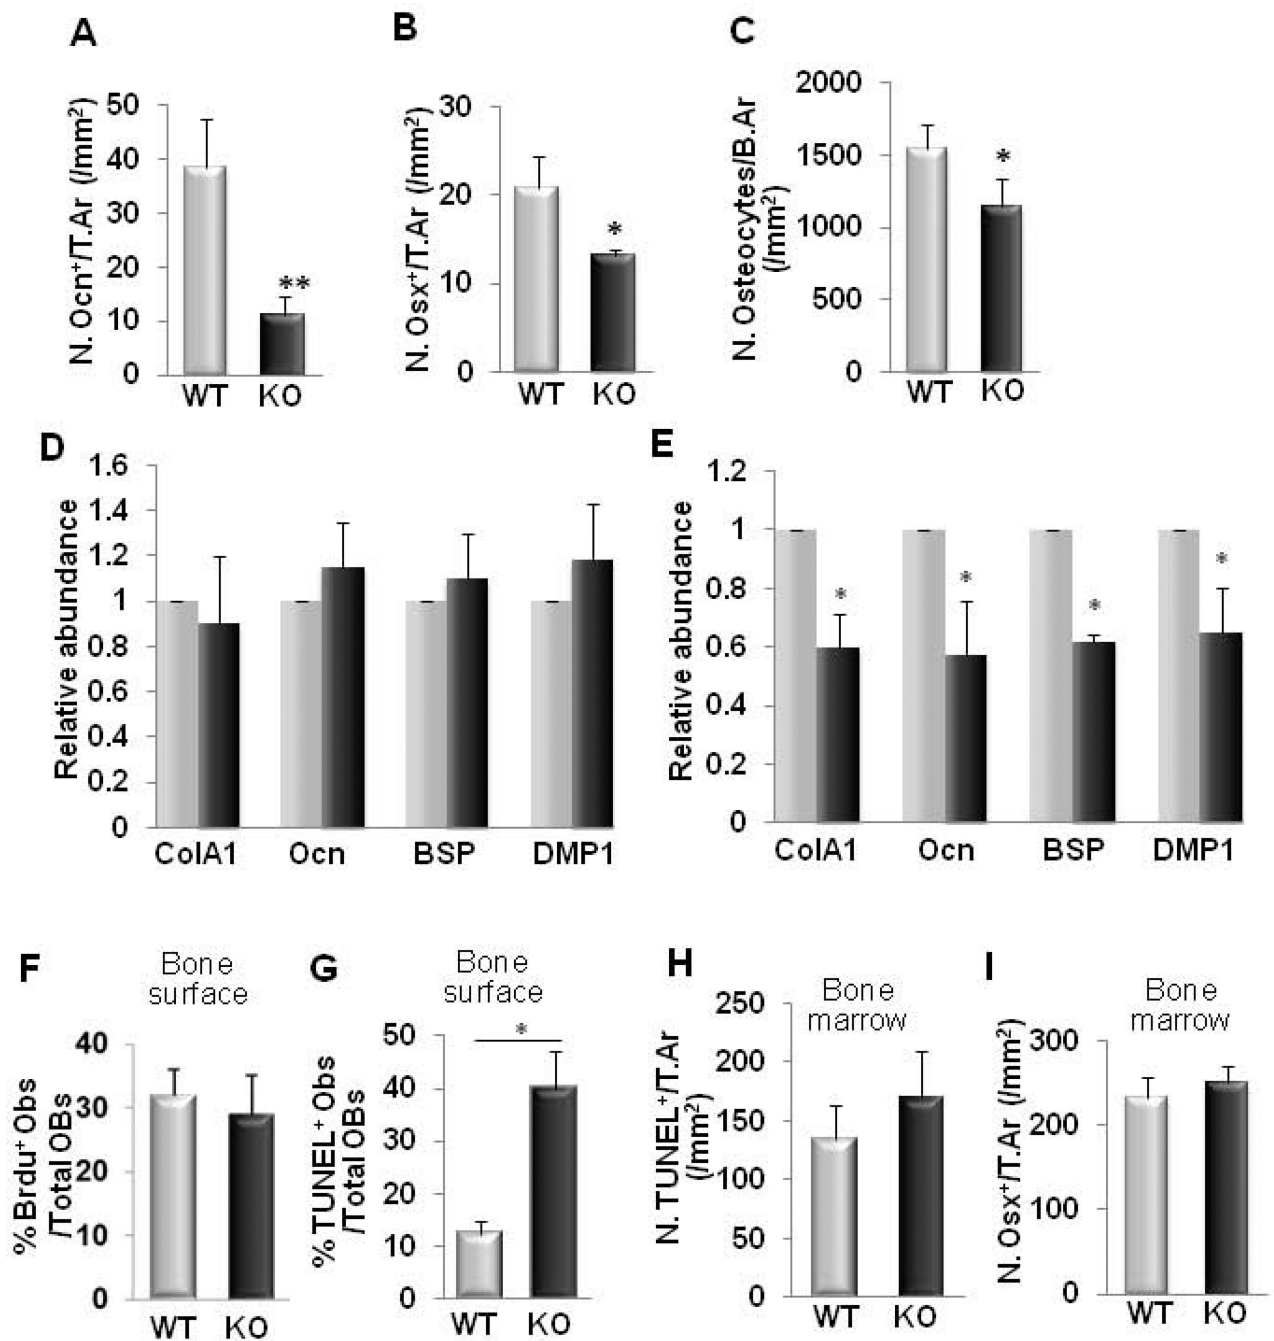 A
N. Ocn+/T.Ar (/mm2)
50
40
30
20
10
0
**
WT KO
B
N. Osx+/T.Ar (/mm2)
30
20
10
0
*
WT KO
C
N. Osteocytes/B.Ar
(/mm2)
2000
1500
1000
500
0
*
WT KO
D
Relative abundance
1.6
1.4
1.2
1
0.8
0.6
0.4
0.2
0
ColA1 Ocn BSP DMP1
E
Relative abundance
1.2
1
0.8
0.6
0.4
0.2
0
* * * *
ColA1 Ocn BSP DMP1
F
Bone
surface
% Brdu+ Obs
/Total OBs
40
30
20
10
0
WT KO
G
Bone
surface
% TUNEL+ Obs
/Total OBs
50
40
30
20
10
0
*
WT KO
H
Bone
marrow
N. TUNEL+/T.Ar
(/mm2)
250
200
150
100
50
0
WT KO
I
Bone
marrow
N. Osx+/T.Ar (/mm2)
300
200
100
0
WT KO